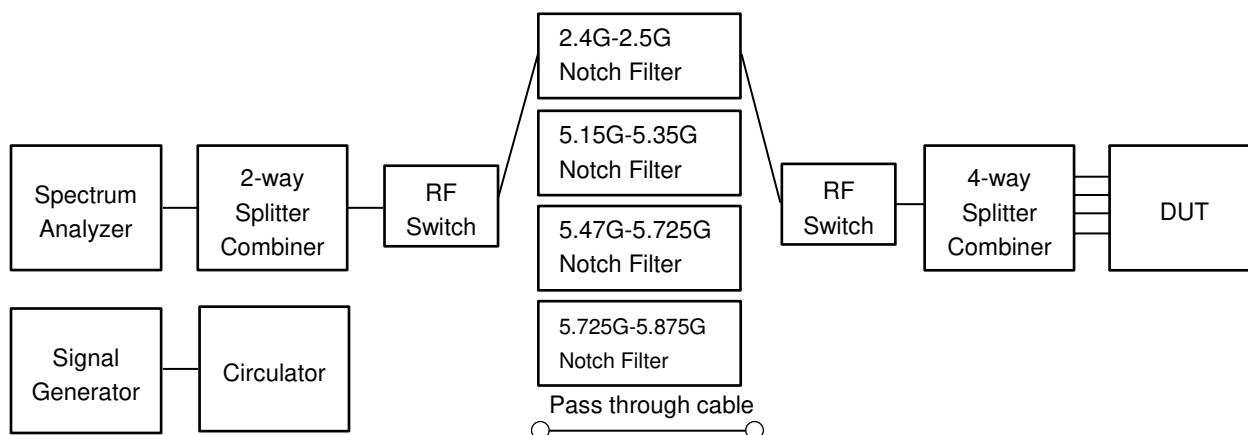 2.4G-2.5G
Notch Filter
5.15G-5.35G
Notch Filter
Spectrum
Analyzer
2-way
Splitter
Combiner
RF
Switch
5.47G-5.725G
Notch Filter
RF
Switch
4-way
Splitter
Combiner
DUT
Signal
Generator
Circulator
5.725G-5.875G
Notch Filter
Pass through cable